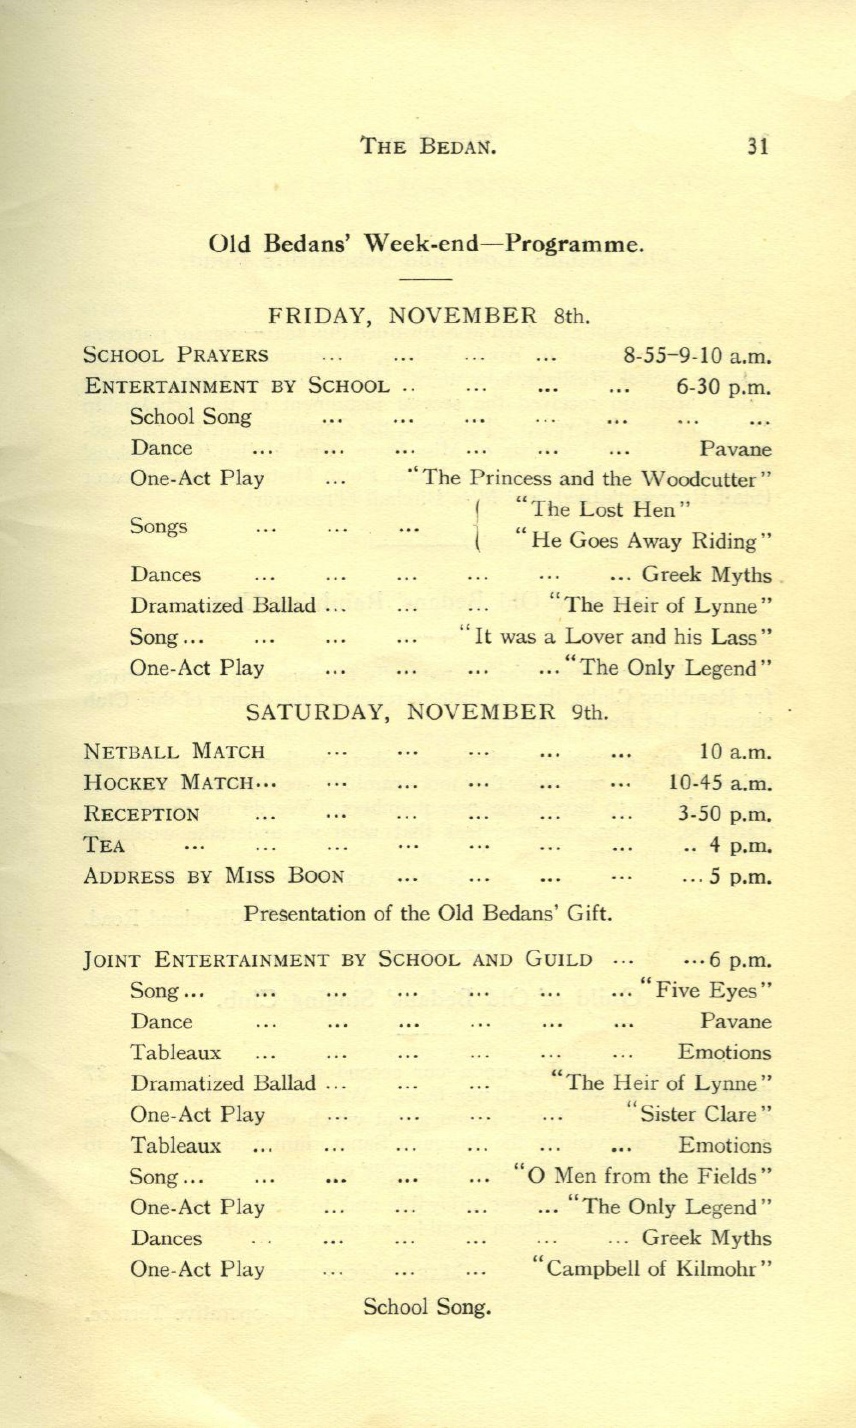 THE BEDAN. 31
Old Bedans' Week-end—Programme.
FRIDAY, NOVEMBER 8th.
SCHOOL PRAYERS ... ... ... ... 8-55–9-10 a.m.
ENTERTAINMENT BY SCHOOL .. ... ... ... 6-30 p.m.
School Song ... ... ... ... ... ... ...
Dance ... ... ... ... ... ... Pavane
One-Act Play ... "The Princess and the Woodcutter"
Songs ... ... ... { "The Lost Hen"
"He Goes Away Riding"
Dances ... ... ... ... ... ... Greek Myths
Dramatized Ballad ... ... ... "The Heir of Lynne"
Song... ... ... ... "It was a Lover and his Lass"
One-Act Play ... ... ... ... "The Only Legend"
SATURDAY, NOVEMBER 9th.
NETBALL MATCH ... ... ... ... ... 10 a.m.
HOCKEY MATCH... ... ... ... ... ... 10-45 a.m.
RECEPTION ... ... ... ... ... ... 3-50 p.m.
TEA ... ... ... ... ... ... ... .. 4 p.m.
ADDRESS BY MISS BOON ... ... ... ... ... 5 p.m.
Presentation of the Old Bedans' Gift.
JOINT ENTERTAINMENT BY SCHOOL AND GUILD ... ...6 p.m.
Song... ... ... ... ... ... ... "Five Eyes"
Dance ... ... ... ... ... ... Pavane
Tableaux ... ... ... ... ... ... Emotions
Dramatized Ballad ... ... ... "The Heir of Lynne"
One-Act Play ... ... ... ... "Sister Clare"
Tableaux ... ... ... ... ... ... Emotions
Song... ... ... ... ... "O Men from the Fields"
One-Act Play ... ... ... ... "The Only Legend"
Dances .. ... ... ... ... ... Greek Myths
One-Act Play ... ... ... "Campbell of Kilmohr"
School Song.